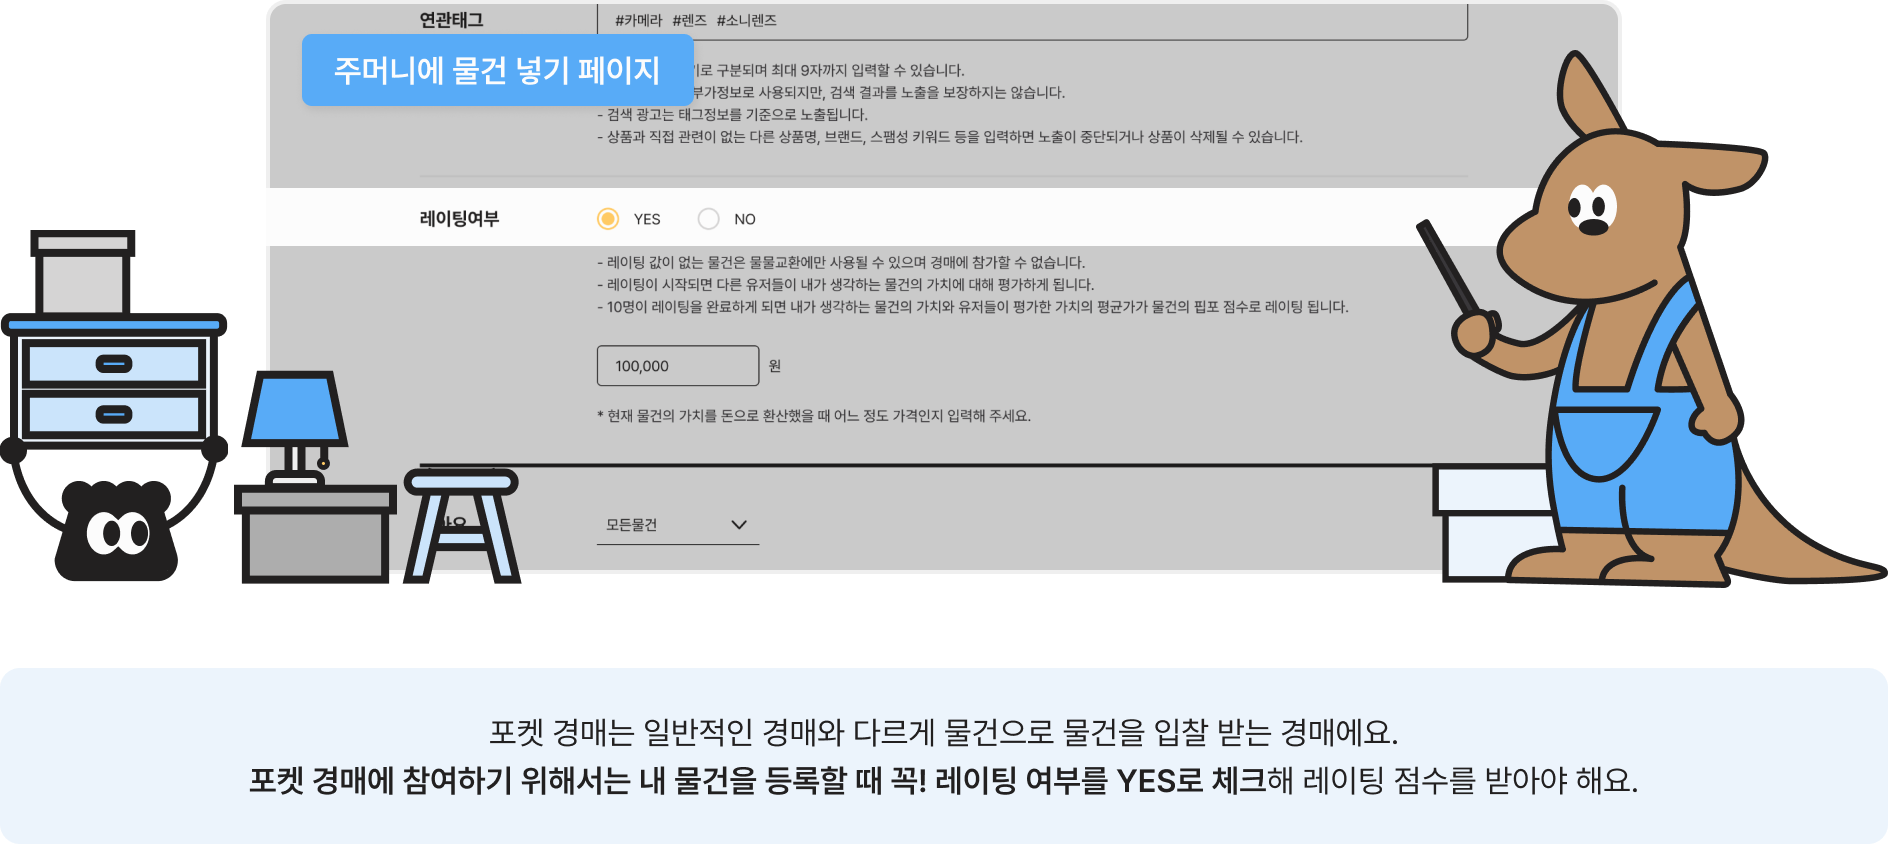 연관태그
#카메라 #렌즈 #소니렌즈
주머니에 물건 넣기 페이지
로 구분되며 최대 9자까지 입력할 수 있습니다.
부가정보로 사용되지만, 검색 결과를 노출을 보장하지는 않습니다.
- 검색 광고는 태그정보를 기준으로 노출됩니다.
- 상품과 직접 관련이 없는 다른 상품명, 브랜드, 스팸성 키워드 등을 입력하면 노출이 중단되거나 상품이 삭제될 수 있습니다.
레이팅여부 YES NO
- 레이팅 값이 없는 물건은 물물교환에만 사용될 수 있으며 경매에 참가할 수 없습니다.
- 레이팅이 시작되면 다른 유저들이 내가 생각하는 물건의 가치에 대해 평가하게 됩니다.
- 10명이 레이팅을 완료하게 되면 내가 생각하는 물건의 가치와 유저들이 평가한 가치의 평균가가 물건의 핍포 점수로 레이팅 됩니다.
100,000 원
* 현재 물건의 가치를 돈으로 환산했을 때 어느 정도 가격인지 입력해 주세요.
모든물건
포켓 경매는 일반적인 경매와 다르게 물건으로 물건을 입찰 받는 경매에요.
포켓 경매에 참여하기 위해서는 내 물건을 등록할 때 꼭! 레이팅 여부를 YES로 체크해 레이팅 점수를 받아야 해요.